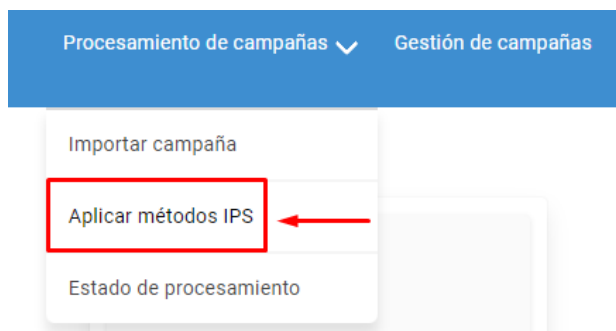 Procesamiento de campañas Gestión de campañas
Importar campaña
Aplicar métodos IPS
Estado de procesamiento